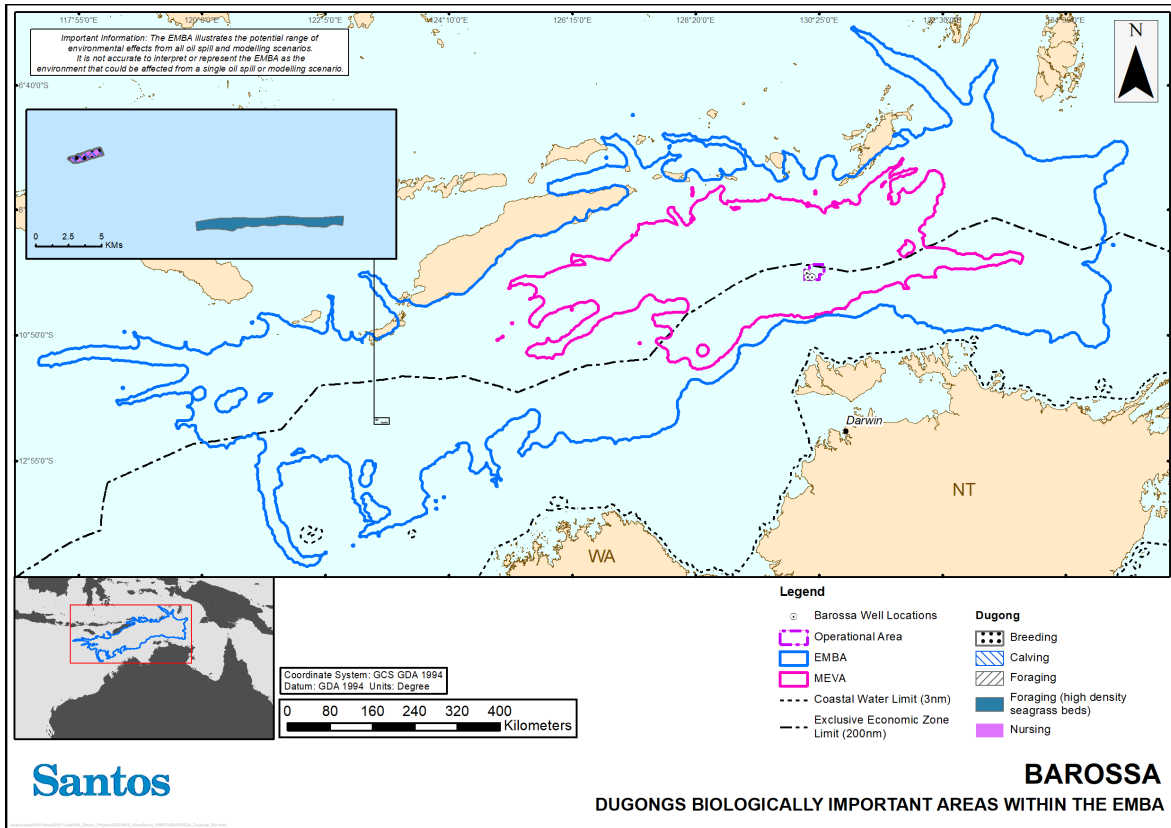 117°55'0"E
120°0'0"E
122°5'0"E
124°10'0"E
126°15'0"E
128°20'0"E
130°25'0"E
132°30'0"E
Important Information: The EMBA illustrates the potential range of
environmental effects from all oil spill and modelling scenarios.
It is not accurate to interpret or represent the EMBA as the
environment that could be affected from a single oil spill or modelling scenario.
N
6°40'0"S
0 2.5 5
KMs
10°50'0"S
12°55'0"S
Darwin
NT
WA
Legend
Barossa Well Locations
Operational Area
EMBA
MEVA
Coastal Water Limit (3nm)
Exclusive Economic Zone
Limit (200nm)
Dugong
Breeding
Calving
Foraging
Foraging (high density
seagrass beds)
Nursing
Coordinate System: GCS GDA 1994
Datum: GDA 1994 Units: Degree
0 80 160 240 320 400
Kilometers
Santos
BAROSSA
DUGONGS BIOLOGICALLY IMPORTANT AREAS WITHIN THE EMBA